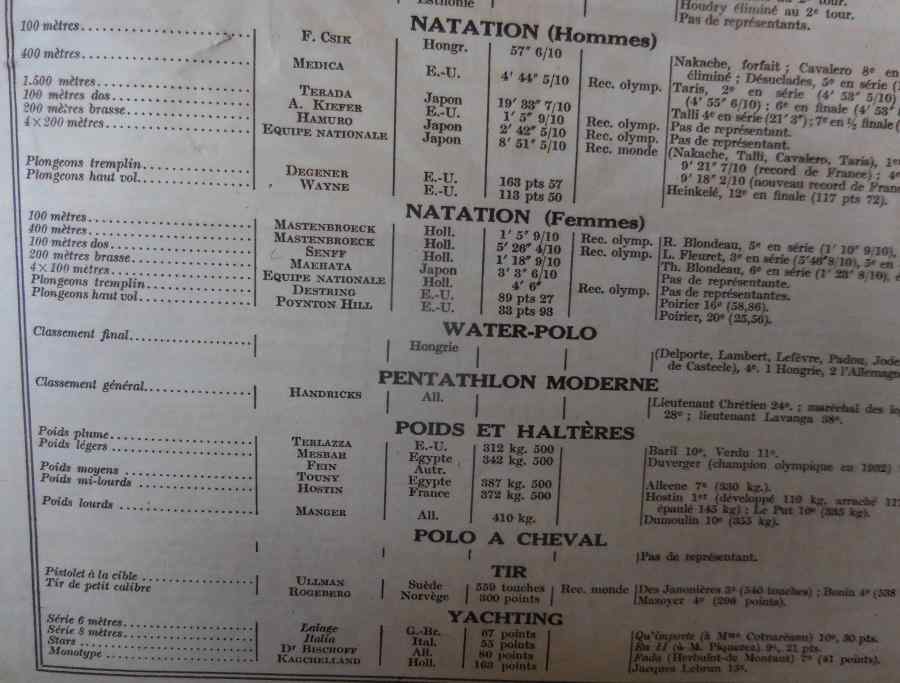 Esthonie
2e tour.
Houdry éliminé au 2e tour.
Pas de représentants.
NATATION (Hommes)
100 mètres........ F. CSIK Hongr. 57" 6/10 Nakache, forfait ; Cavalero 8e en
400 mètres........ MEDICA E.-U. 4' 44" 5/10 Rec. olymp. éliminé ; Désuclades, 5e en série
Taris, 2e en série (4' 53" 5/10)
(4' 55" 6/10) ; 6e en finale (4' 53"
1.500 mètres........ TERADA Japon 19' 33" 7/10 Talli 4e en série (21' 3") ; 7e en ½ finale
100 mètres dos........ A. KIEFER E.-U. 1' 5" 9/10 Rec. olymp. Pas de représentant.
200 mètres brasse........ HAMURO Japon 2' 42" 5/10 Rec. olymp. Pas de représentant.
4×200 mètres........ EQUIPE NATIONALE Japon 8' 51" 5/10 Rec. monde (Nakache, Talli, Cavalero, Taris), 1er
9' 21" 7/10 (record de France) ; 4e
9' 18" 2/10 (nouveau record de France
Plongeons tremplin........ DEGENER E.-U. 163 pts 57
Plongeons haut vol........ WAYNE E.-U. 113 pts 50 Heinkelé, 12e en finale (117 pts 72).
NATATION (Femmes)
100 mètres........ MASTENBROECK Holl. 1' 5" 9/10 Rec. olymp. R. Blondeau, 5e en série (1' 10" 9/10),
400 mètres........ MASTENBROECK Holl. 5' 26" 4/10 Rec. olymp. L. Fleuret, 3e en série (5'46"8/10), 5e en
100 mètres dos........ SENFF Holl. 1' 18" 9/10 Th. Blondeau, 6e en série (1' 23" 8/10),
200 mètres brasse........ MAEHATA Japon 3' 3" 6/10 Pas de représentante.
4×100 mètres........ EQUIPE NATIONALE Holl. 4' 6" Rec. olymp. Pas de représentantes.
Plongeons tremplin........ DESTRING E.-U. 89 pts 27 Poirier 16e (58,86).
Plongeons haut vol........ POYNTON HILL E.-U. 33 pts 93 Poirier, 20e (25,56).
WATER-POLO
Classement final........ Hongrie (Delporte, Lambert, Lefèvre, Padou, Jode
de Casteele), 4e. 1 Hongrie, 2 l'Allemagne
PENTATHLON MODERNE
Classement général........ HANDRICKS All. Lieutenant Chrétien 24e. ; maréchal des
28e ; lieutenant Lavanga 38e.
POIDS ET HALTÈRES
Poids plume........ TERLAZZA E.-U. 312 kg. 500 Baril 10e, Verdu 11e.
Poids légers........ MESBAH Egypte 342 kg. 500 Duverger (champion olympique en 1932)
FEIN Autr.
Poids moyens........ TOUNY Egypte 387 kg. 500 Alleene 7e (330 kg.).
Poids mi-lourds........ HOSTIN France 372 kg. 500 Hostin 1er (développé 110 kg, arraché
épaulé 145 kg) ; Le Put 10e (335 kg).
Poids lourds........ MANGER All. 410 kg. Dumoulin 10e (355 kg).
POLO A CHEVAL
Pas de représentant.
TIR
Pistolet à la cible........ ULLMAN Suède 559 touches Rec. monde Des Jamonières 3e (540 touches) ; Bonin 4e (538
Tir de petit calibre ROGEBERG Norvège 300 points Mazoyer 4e (296 points).
YACHTING
Série 6 mètres........ Lalage G.-Br. 67 points Qu'importe (à Mme Cotnaréanu) 10e, 30 pts.
Série 8 mètres........ Italia Ital. 55 points (à M. Piquerez) 9e, 21 pts.
Stars........ Dr BISCHOFF All. 80 points Fada (Herbulot-de Montaut) 7e (41 points).
Monotype........ KAGCHELLAND Holl. 163 points Jacques Lebrun